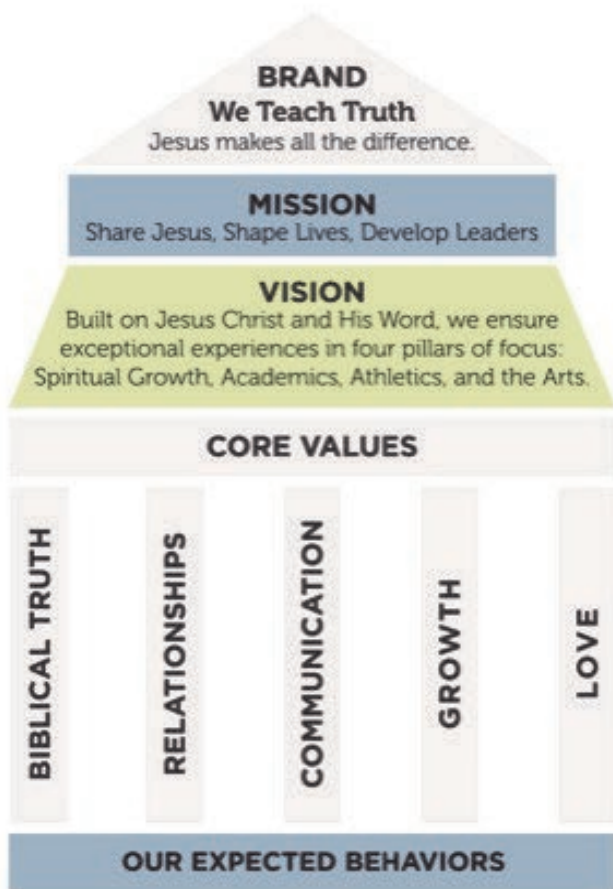 BRAND
We Teach Truth
Jesus makes all the difference.
MISSION
Share Jesus, Shape Lives, Develop Leaders
VISION
Built on Jesus Christ and His Word, we ensure
exceptional experiences in four pillars of focus:
Spiritual Growth, Academics, Athletics, and the Arts.
CORE VALUES
BIBLICAL TRUTH
RELATIONSHIPS
COMMUNICATION
GROWTH
LOVE
OUR EXPECTED BEHAVIORS